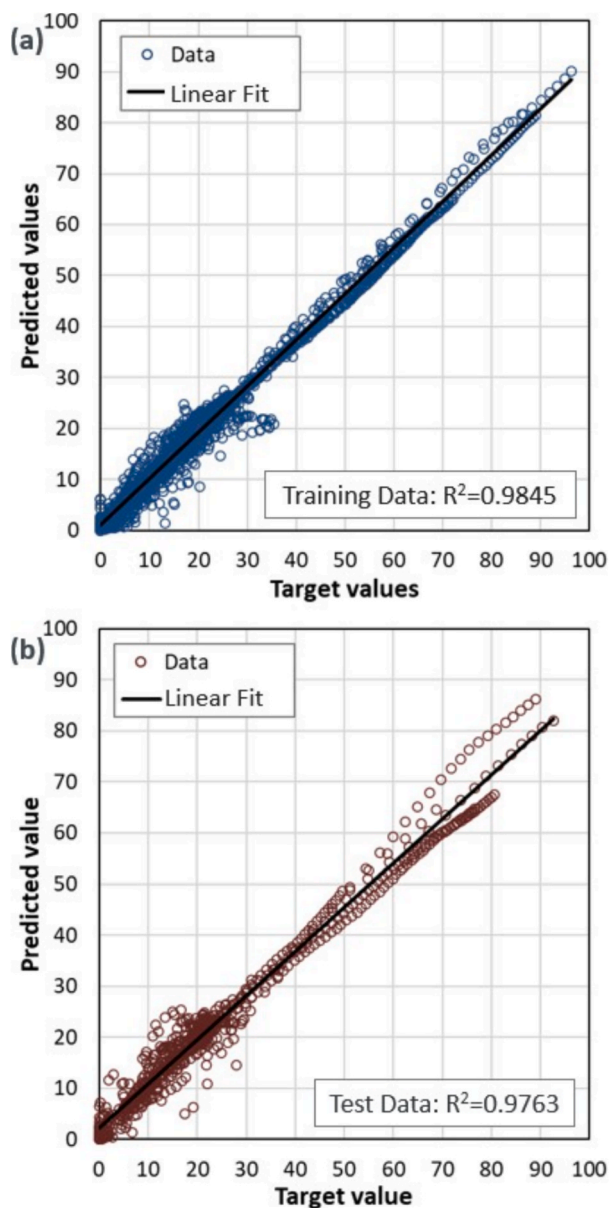 (a)
Data
Linear Fit
100
90
80
70
60
50
40
30
20
10
0
Predicted values
Training Data: R²=0.9845
0 10 20 30 40 50 60 70 80 90 100
Target values
(b)
Data
Linear Fit
100
90
80
70
60
50
40
30
20
10
0
Predicted value
Test Data: R²=0.9763
0 10 20 30 40 50 60 70 80 90 100
Target value